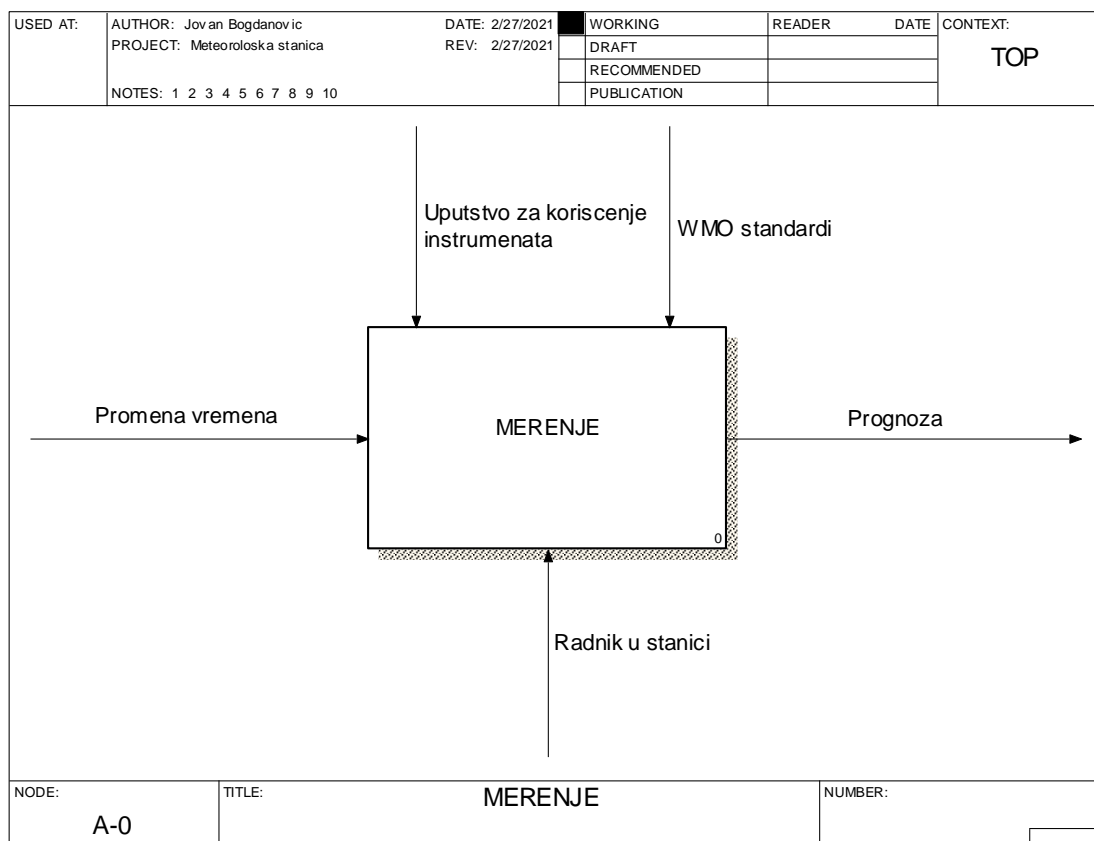 USED AT:
AUTHOR: Jovan Bogdanovic
DATE: 2/27/2021
PROJECT: Meteoroloska stanica
REV: 2/27/2021
NOTES: 1 2 3 4 5 6 7 8 9 10
WORKING
DRAFT
RECOMMENDED
PUBLICATION
READER DATE
CONTEXT:
TOP
Uputstvo za koriscenje
instrumenata
WMO standardi
Promena vremena
MERENJE
Prognoza
0
Radnik u stanici
NODE:
A-0
TITLE:
MERENJE
NUMBER: